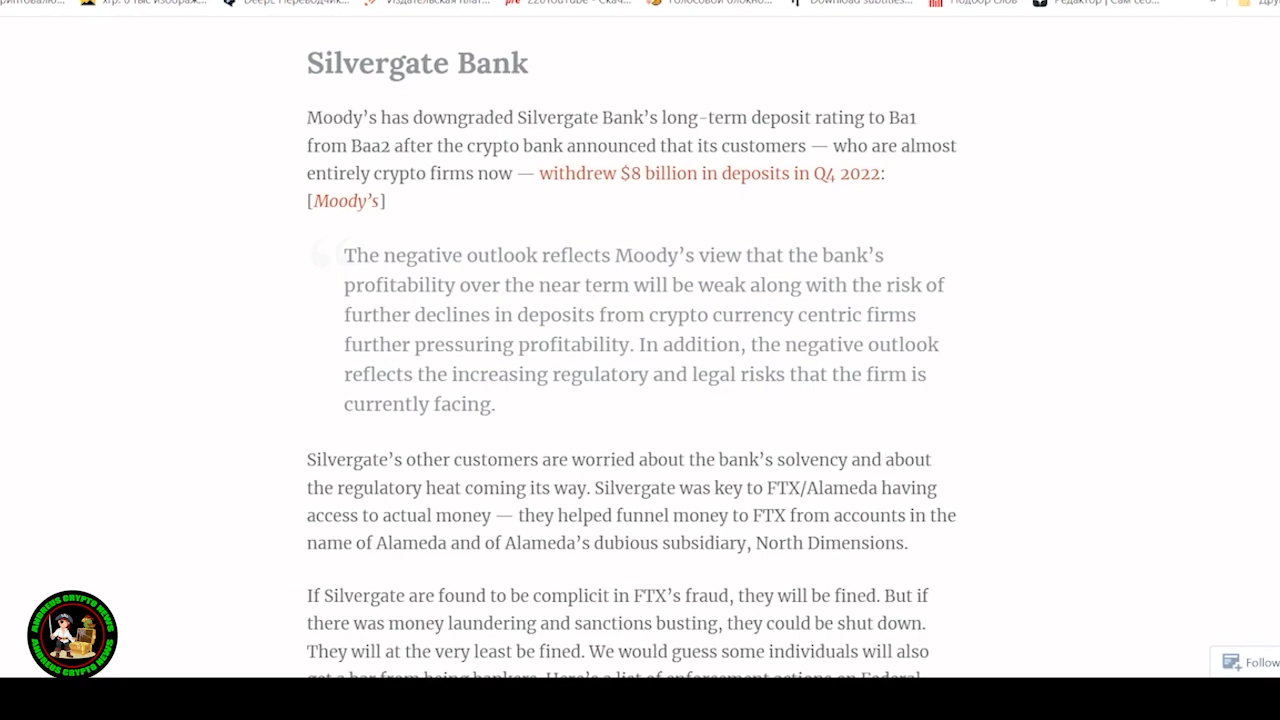 Silvergate Bank
Moody’s has downgraded Silvergate Bank’s long-term deposit rating to Ba1
from Baa2 after the crypto bank announced that its customers — who are almost
entirely crypto firms now — withdrew $8 billion in deposits in Q4 2022:
[Moody’s]
The negative outlook reflects Moody’s view that the bank’s
profitability over the near term will be weak along with the risk of
further declines in deposits from crypto currency centric firms
further pressuring profitability. In addition, the negative outlook
reflects the increasing regulatory and legal risks that the firm is
currently facing.
Silvergate’s other customers are worried about the bank’s solvency and about
the regulatory heat coming its way. Silvergate was key to FTX/Alameda having
access to actual money — they helped funnel money to FTX from accounts in the
name of Alameda and of Alameda’s dubious subsidiary, North Dimensions.
If Silvergate are found to be complicit in FTX’s fraud, they will be fined. But if
there was money laundering and sanctions busting, they could be shut down.
They will at the very least be fined. We would guess some individuals will also
ANDREUS CRYPTO NEWS
ANDREUS CRYPTO NEWS
Follow